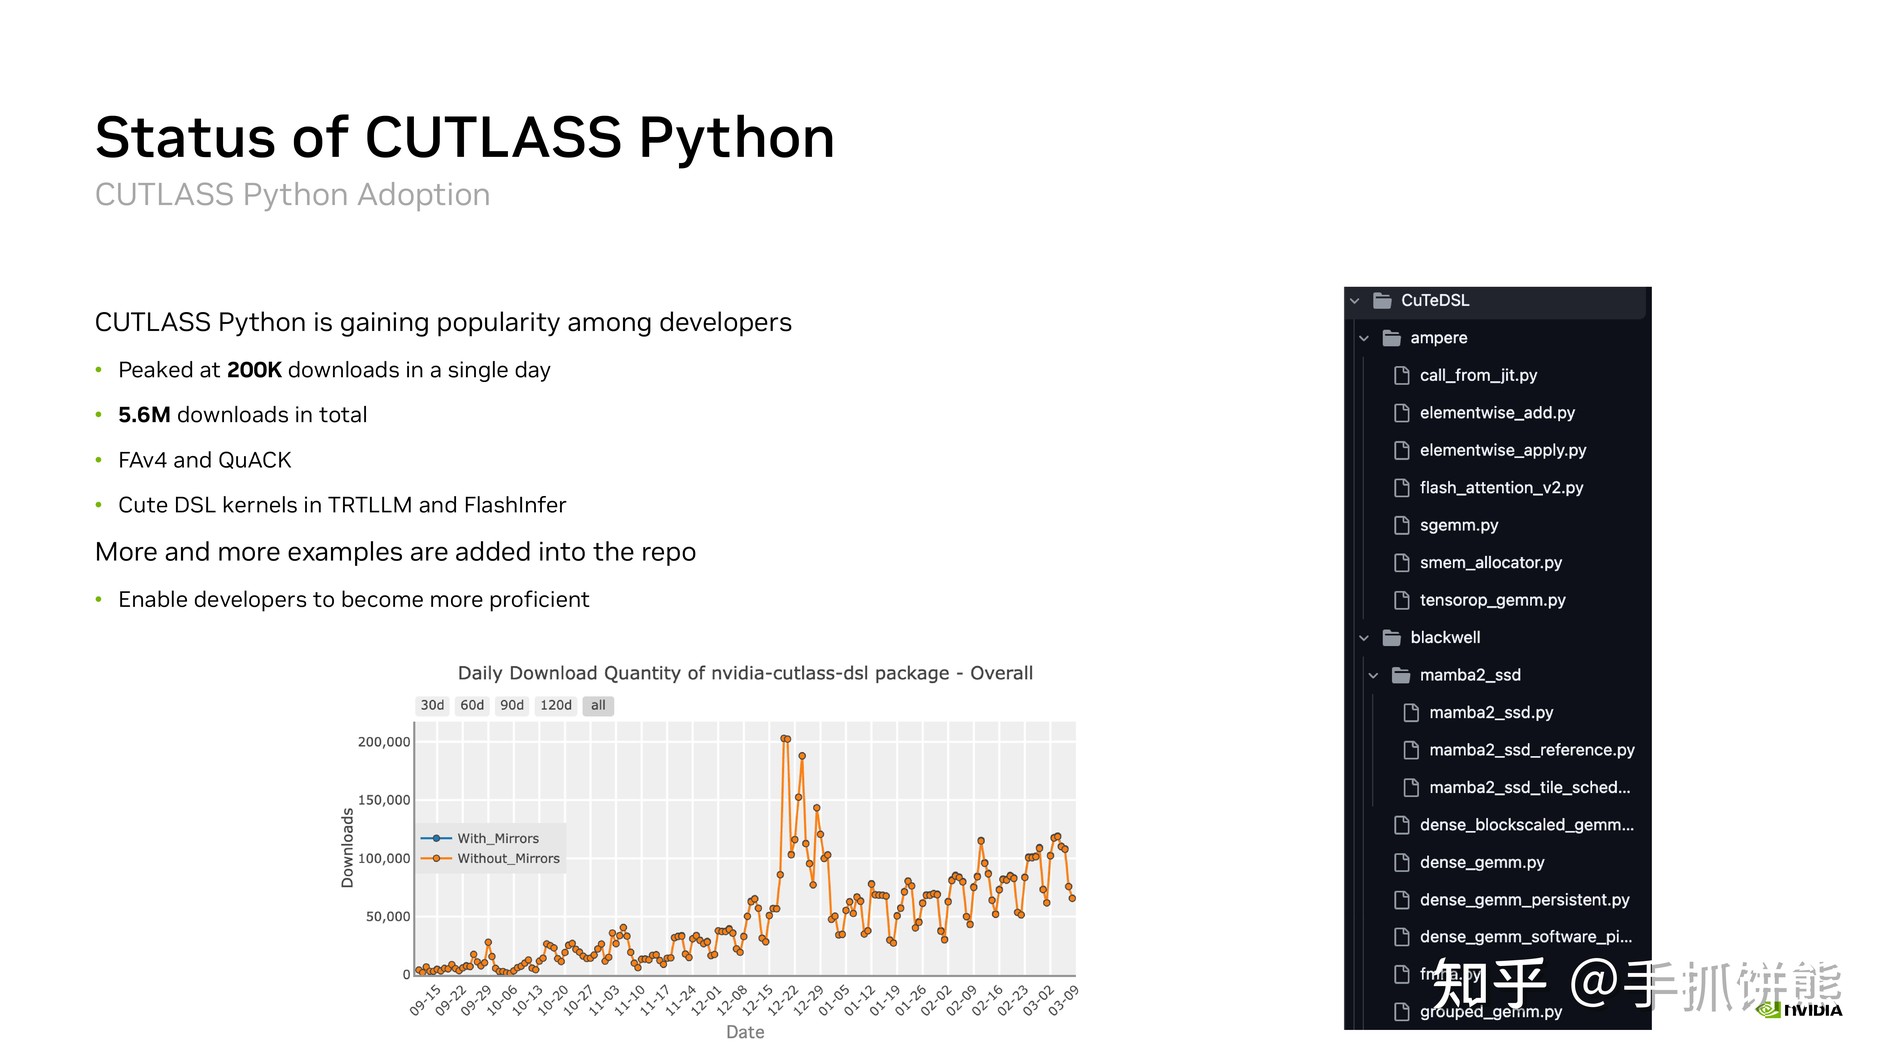 Status of CUTLASS Python
CUTLASS Python Adoption
CUTLASS Python is gaining popularity among developers
• Peaked at 200K downloads in a single day
• 5.6M downloads in total
• FAv4 and QuACK
• Cute DSL kernels in TRTLLM and FlashInfer
More and more examples are added into the repo
• Enable developers to become more proficient
Daily Download Quantity of nvidia-cutlass-dsl package - Overall
30d 60d 90d 120d all
200,000
150,000
100,000
50,000
0
Downloads
With_Mirrors
Without_Mirrors
09-15 09-22 09-29 10-06 10-13 10-20 10-27 11-03 11-10 11-17 11-24 12-01 12-08 12-15 12-22 12-29 01-05 01-12 01-19 01-26 02-02 02-09 02-16 02-23 03-02 03-09
Date
CuTeDSL
ampere
call_from_jit.py
elementwise_add.py
elementwise_apply.py
flash_attention_v2.py
sgemm.py
smem_allocator.py
tensorop_gemm.py
blackwell
mamba2_ssd
mamba2_ssd.py
mamba2_ssd_reference.py
mamba2_ssd_tile_sched...
dense_blockscaled_gemm...
dense_gemm.py
dense_gemm_persistent.py
dense_gemm_software_pi...
fmha.py
grouped_gemm.py
知乎 @手抓饼熊
NVIDIA